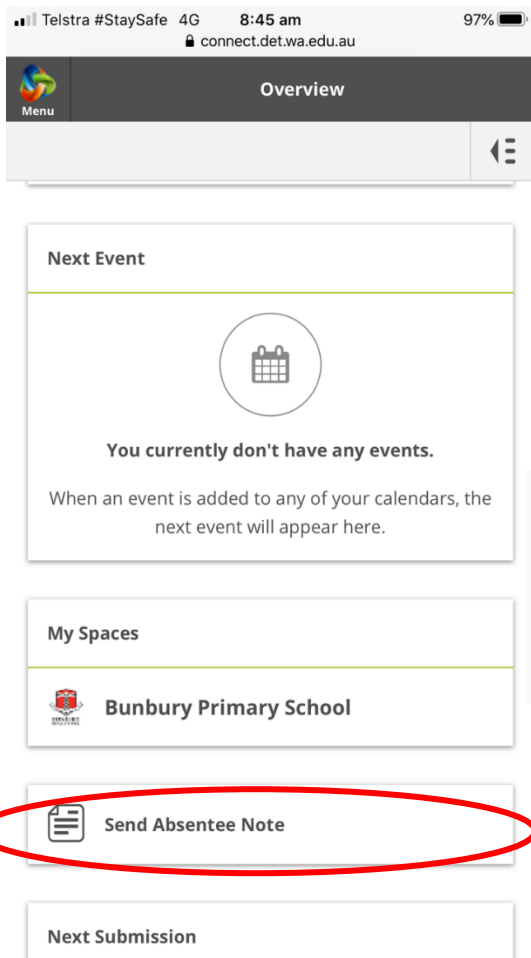 Telstra #StaySafe 4G 8:45 am 97%
connect.det.wa.edu.au
Menu
Overview
Next Event
You currently don't have any events.
When an event is added to any of your calendars, the
next event will appear here.
My Spaces
Bunbury Primary School
Send Absentee Note
Next Submission